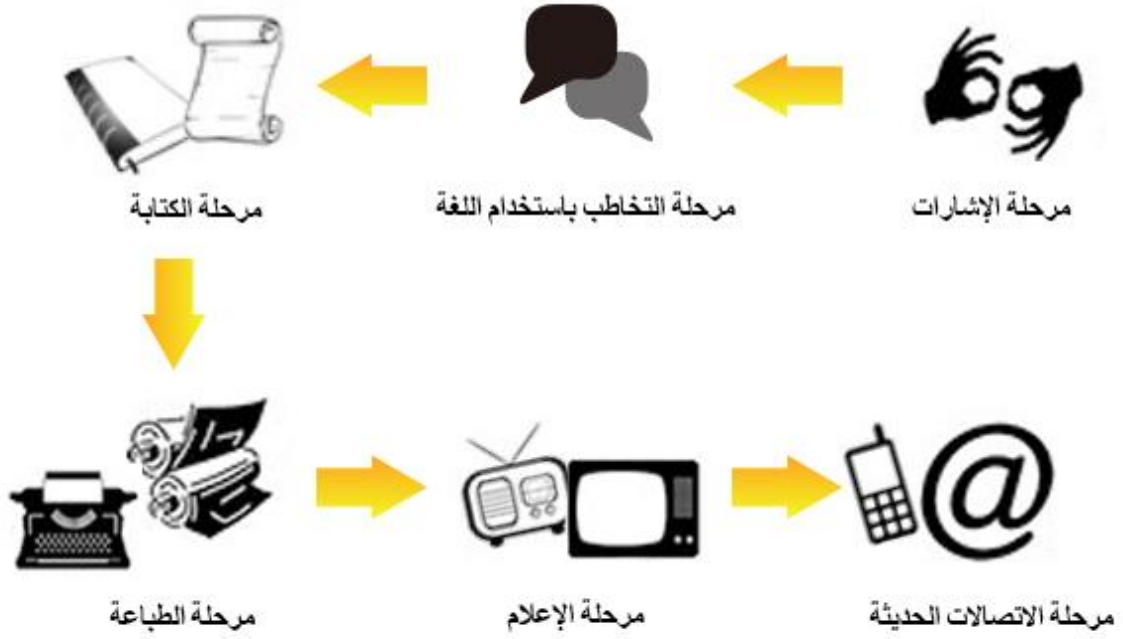 مرحلة الإشارات
مرحلة التخاطب باستخدام اللغة
مرحلة الكتابة
مرحلة الطباعة
مرحلة الإعلام
مرحلة الاتصالات الحديثة
@